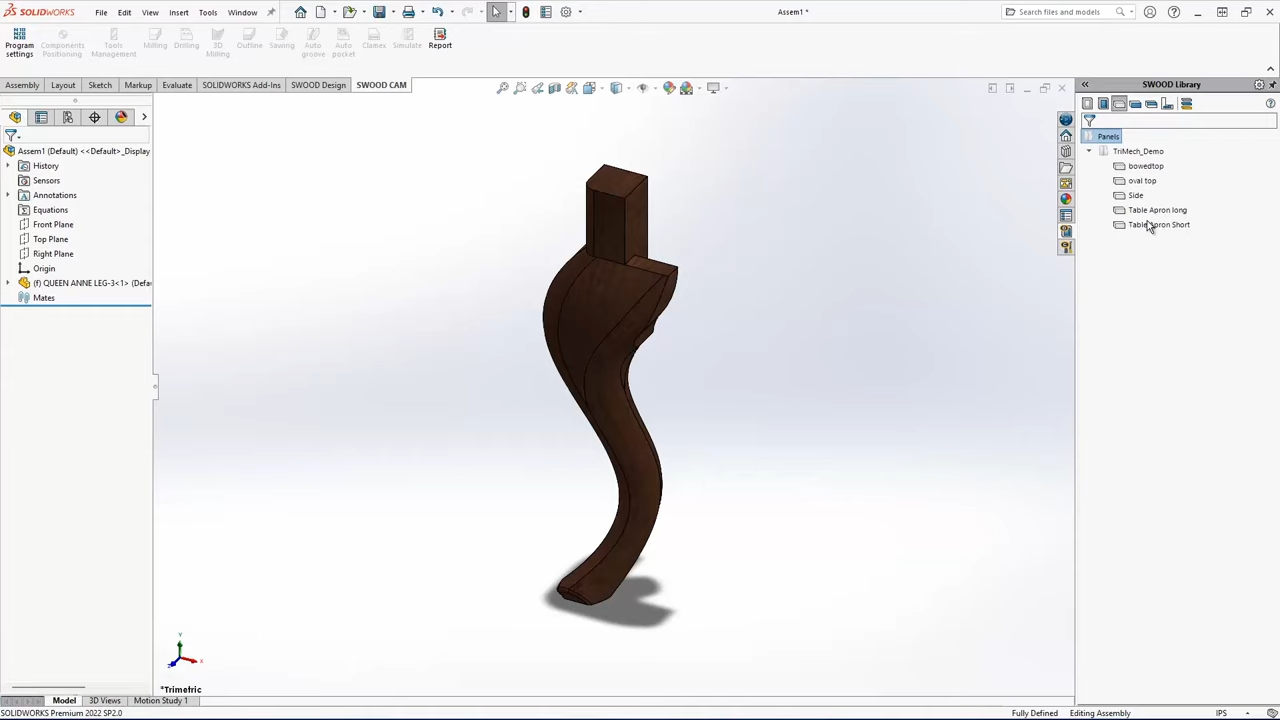 SOLIDWORKS File Edit View Insert Tools Window Assem1 * Search files and models
Program settings Components Positioning Tools Management Milling Drilling 3D Milling Outline Sawing Auto groove Auto pocket Clamex Simulate Report
Assembly Layout Sketch Markup Evaluate SOLIDWORKS Add-Ins SWOOD Design SWOOD CAM SWOOD Library
Assem1 (Default) <<Default>_Display
History
Sensors
Annotations
Equations
Front Plane
Top Plane
Right Plane
Origin
(f) QUEEN ANNE LEG-3<1> (Defau
Mates
Panels
TriMech_Demo
bowedtop
oval top
Side
Table Apron long
Table Apron Short
Y
X
*Trimetric
Model 3D Views Motion Study 1
SOLIDWORKS Premium 2022 SP2.0 Fully Defined Editing Assembly IPS